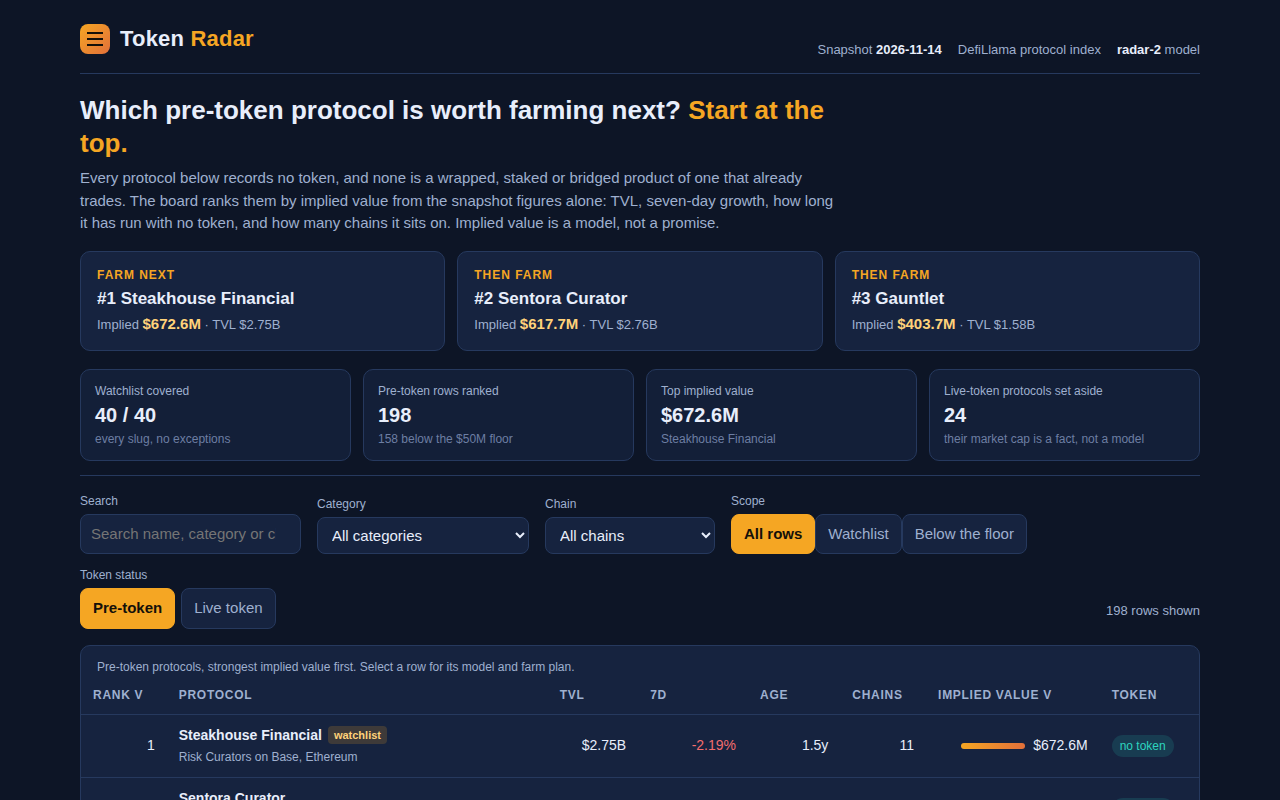 Token Radar
Snapshot 2026-11-14 DefiLlama protocol index radar-2 model
Which pre-token protocol is worth farming next? Start at the
top.
Every protocol below records no token, and none is a wrapped, staked or bridged product of one that already
trades. The board ranks them by implied value from the snapshot figures alone: TVL, seven-day growth, how long
it has run with no token, and how many chains it sits on. Implied value is a model, not a promise.
FARM NEXT
#1 Steakhouse Financial
Implied $672.6M · TVL $2.75B
THEN FARM
#2 Sentora Curator
Implied $617.7M · TVL $2.76B
THEN FARM
#3 Gauntlet
Implied $403.7M · TVL $1.58B
Watchlist covered
40 / 40
every slug, no exceptions
Pre-token rows ranked
198
158 below the $50M floor
Top implied value
$672.6M
Steakhouse Financial
Live-token protocols set aside
24
their market cap is a fact, not a model
Search
Search name, category or c
Category
All categories
Chain
All chains
Scope
All rows Watchlist Below the floor
Token status
Pre-token Live token
198 rows shown
Pre-token protocols, strongest implied value first. Select a row for its model and farm plan.
RANK V PROTOCOL TVL 7D AGE CHAINS IMPLIED VALUE V TOKEN
1 Steakhouse Financial watchlist $2.75B -2.19% 1.5y 11 $672.6M no token
Risk Curators on Base, Ethereum
Sentora Curator